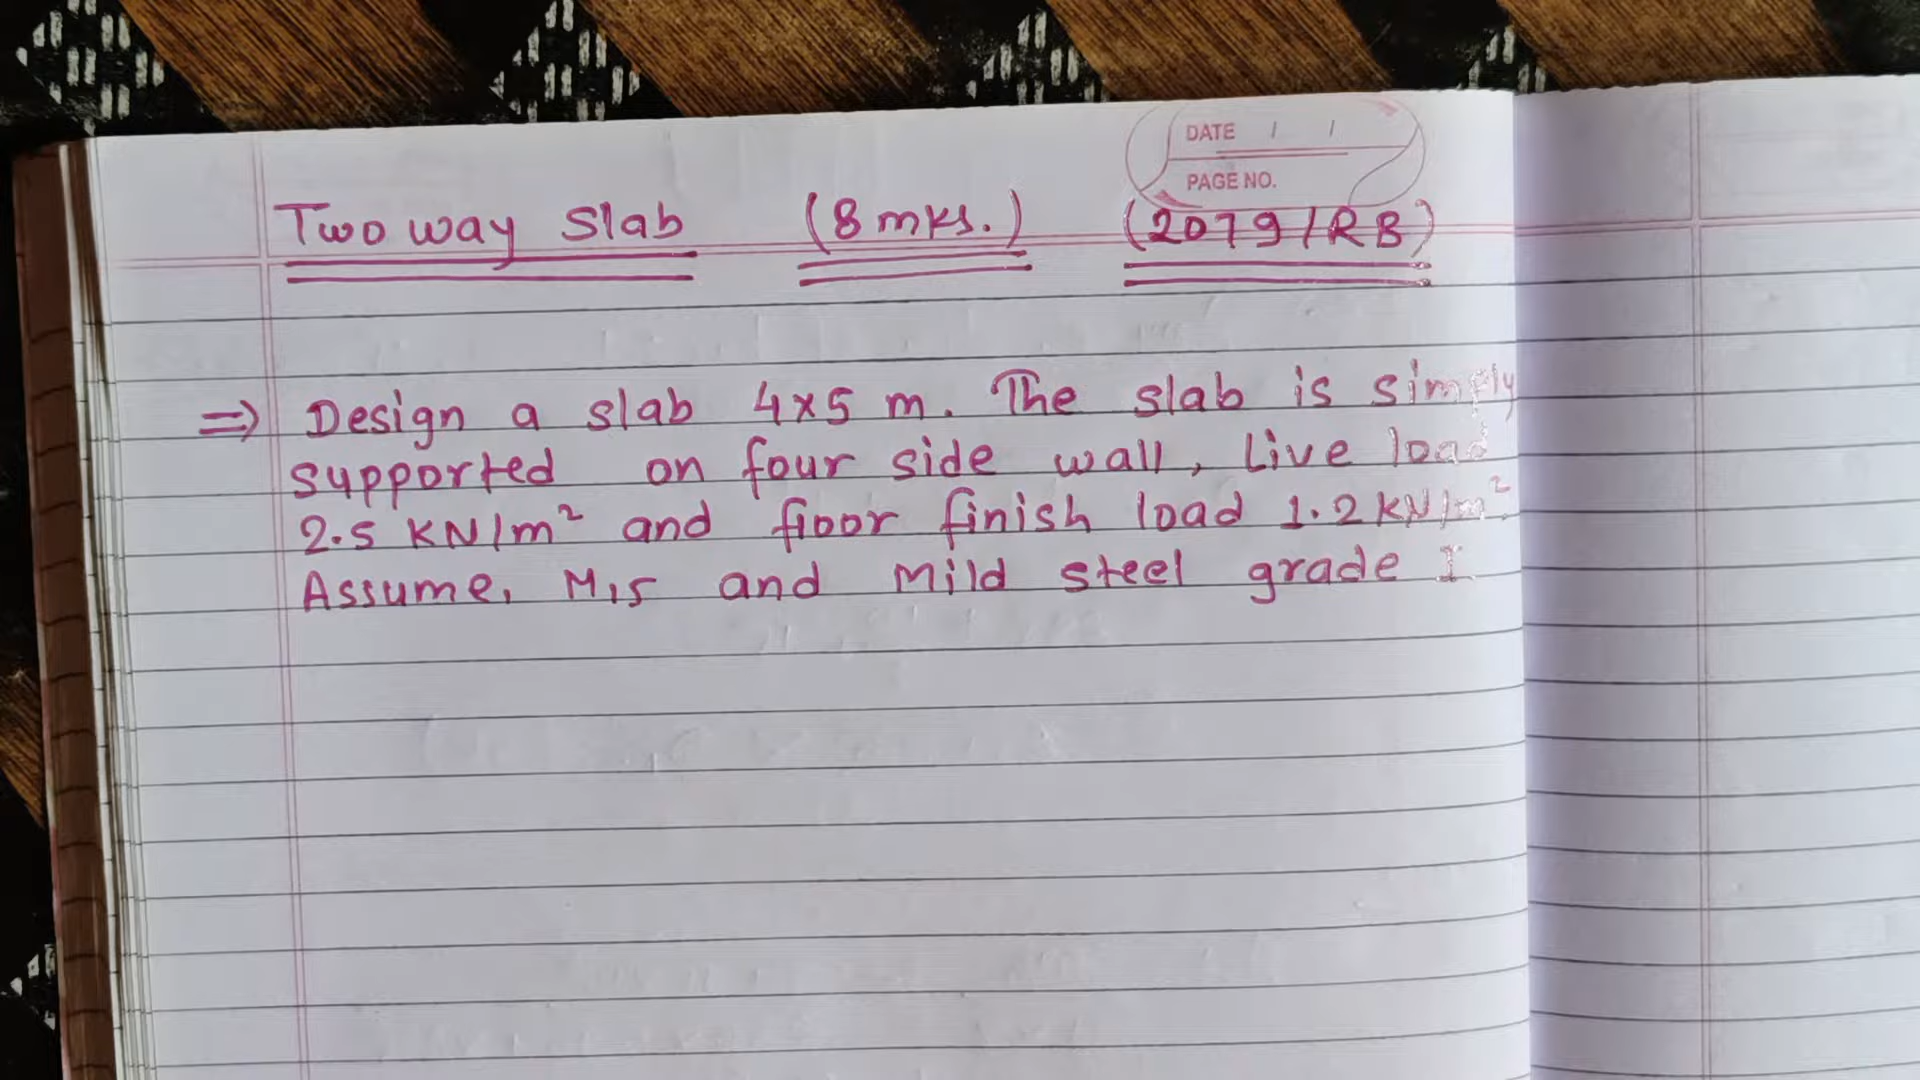 DATE / /
PAGE NO.
Two way Slab (8 mks.) (2079/RB)
⇒ Design a slab 4x5 m. The slab is simply
supported on four side wall, Live load
2.5 KN/m² and floor finish load 1.2 KN/m².
Assume, M15 and Mild steel grade I